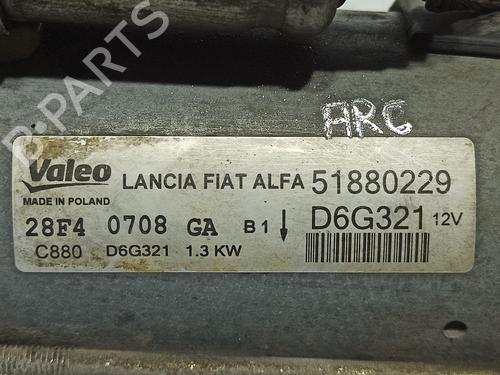 B-PARTS
ARG
Valeo LANCIA FIAT ALFA 51880229
MADE IN POLAND
28F4 0708 GA B1 D6G321 12V
C880 D6G321 1.3 KW